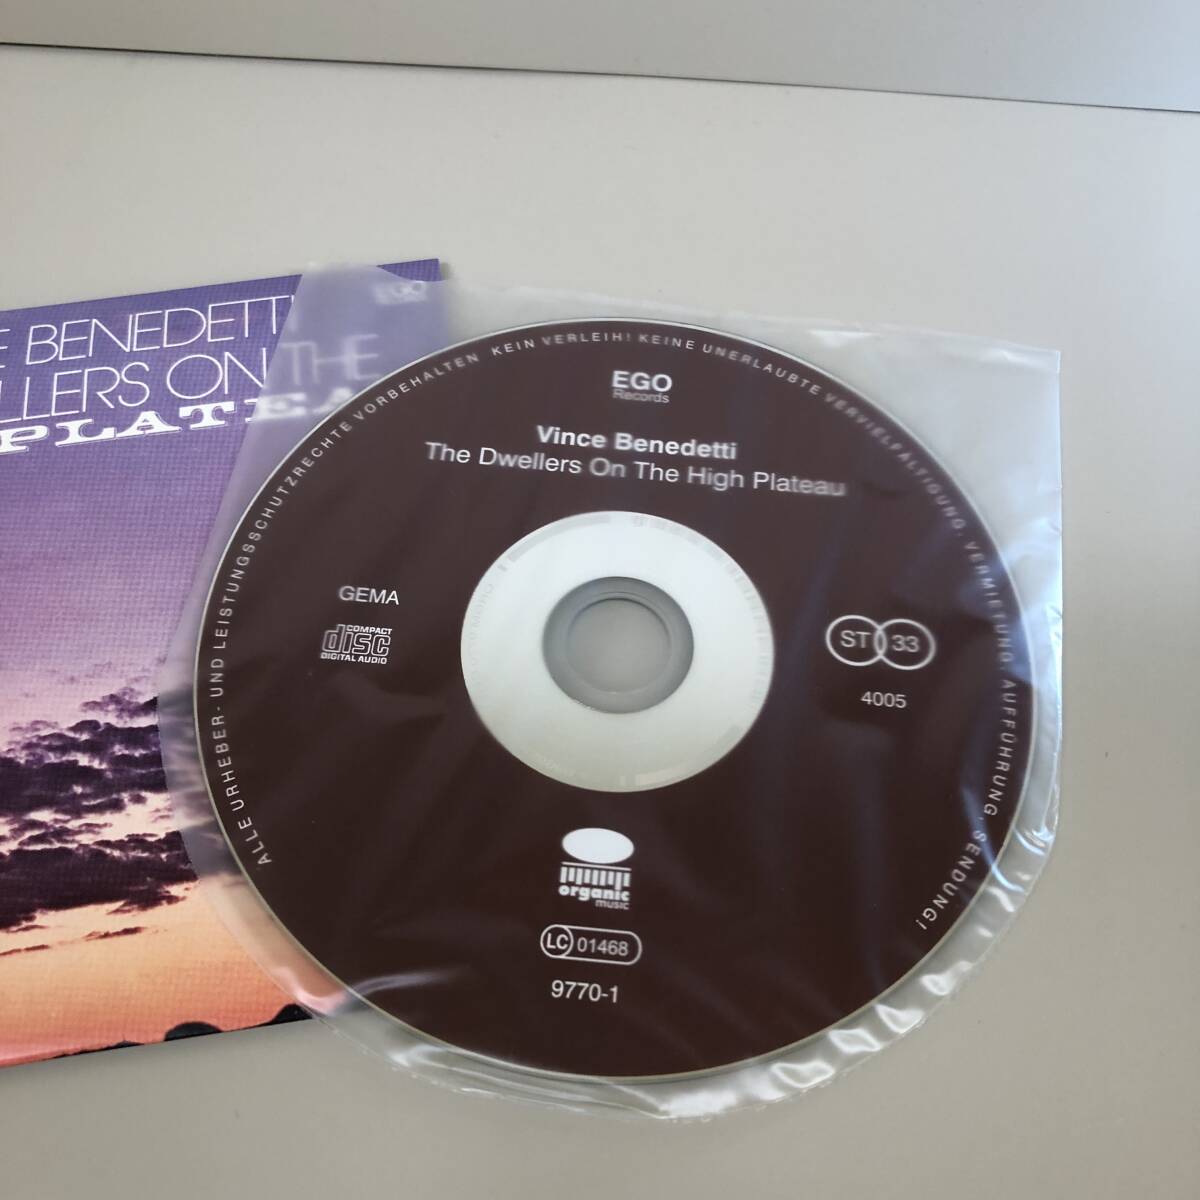 E BENEDETTI
LLERS ON THE
PLATEA
EGO
ALLE URHEBER- UND LEISTUNGSSCHUTZRECHTE VORBEHALTEN KEIN VERLEIH! KEINE UNERLAUBTE VERVIELFÄLTIGUNG, VERMIETUNG, AUFFÜHRUNG, SENDUNG!
EGO
Records
Vince Benedetti
The Dwellers On The High Plateau
GEMA
COMPACT
disc
DIGITAL AUDIO
ST 33
4005
organic
music
LC 01468
9770-1